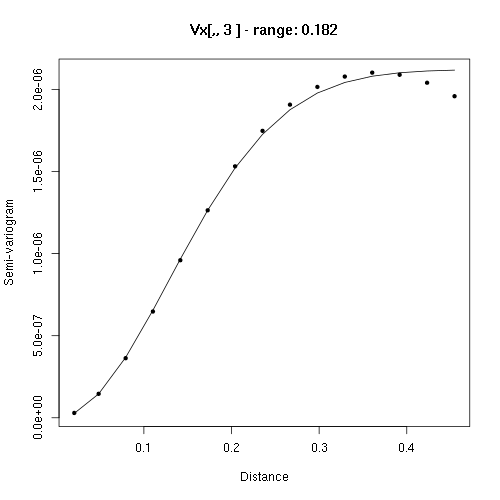 Vx[,, 3 ] - range: 0.182
Semi-variogram
2.0e-06
1.5e-06
1.0e-06
5.0e-07
0.0e+00
0.1 0.2 0.3 0.4
Distance